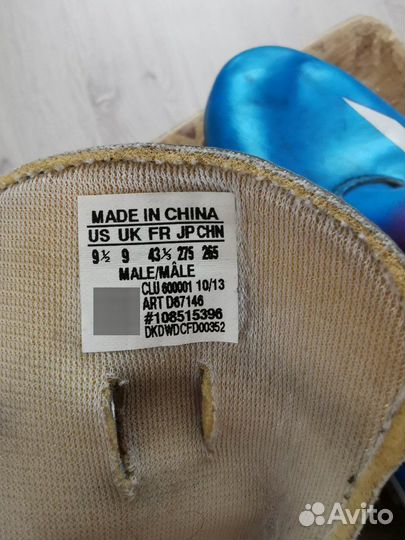 MADE IN CHINA
US UK FR JP CHN
9½ 9 43⅓ 275 265
MALE/MÂLE
CLU 600001 10/13
ART D67146
#108515396
DKDWDCFD00352
Avito